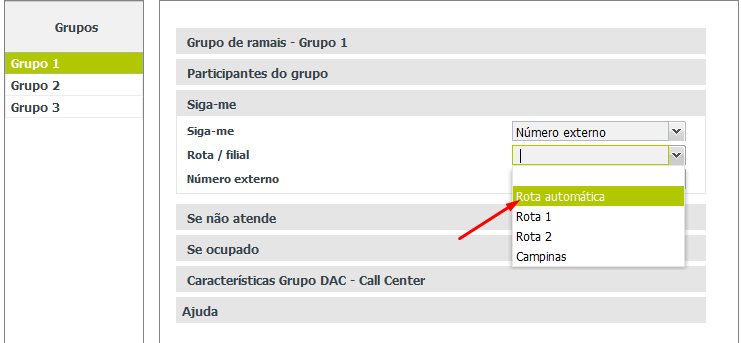 Grupos
Grupo 1
Grupo 2
Grupo 3
Grupo de ramais - Grupo 1
Participantes do grupo
Siga-me
Siga-me Número externo
Rota / filial
Número externo
Rota automática
Rota 1
Rota 2
Campinas
Se não atende
Se ocupado
Características Grupo DAC - Call Center
Ajuda